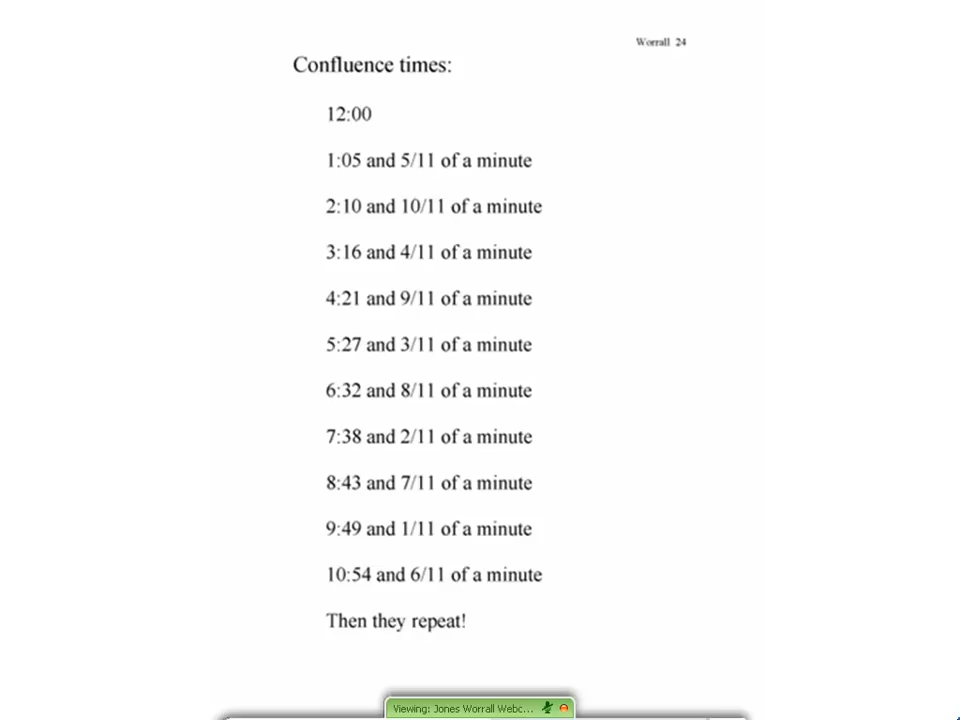 Worrall 24
Confluence times:
12:00
1:05 and 5/11 of a minute
2:10 and 10/11 of a minute
3:16 and 4/11 of a minute
4:21 and 9/11 of a minute
5:27 and 3/11 of a minute
6:32 and 8/11 of a minute
7:38 and 2/11 of a minute
8:43 and 7/11 of a minute
9:49 and 1/11 of a minute
10:54 and 6/11 of a minute
Then they repeat!
Viewing: Jones Worrall Webc...